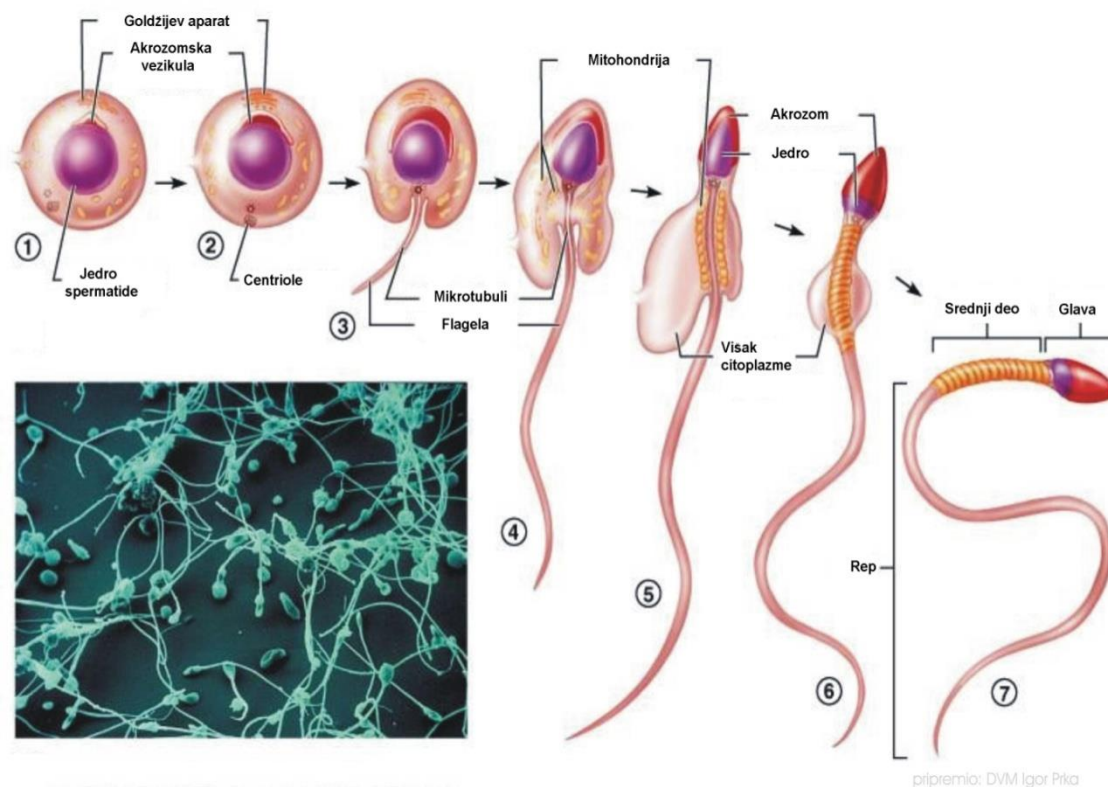 Goldžijev aparat
Akrozomska
vezikula
Mitohondrija
Akrozom
Jedro
1
2
Jedro
spermatide
Centriole
3
Mikrotubuli
Flagela
Visak
citoplazme
Srednji deo
Glava
4
5
Rep
6
7
pripremio: DVM Igor Prka